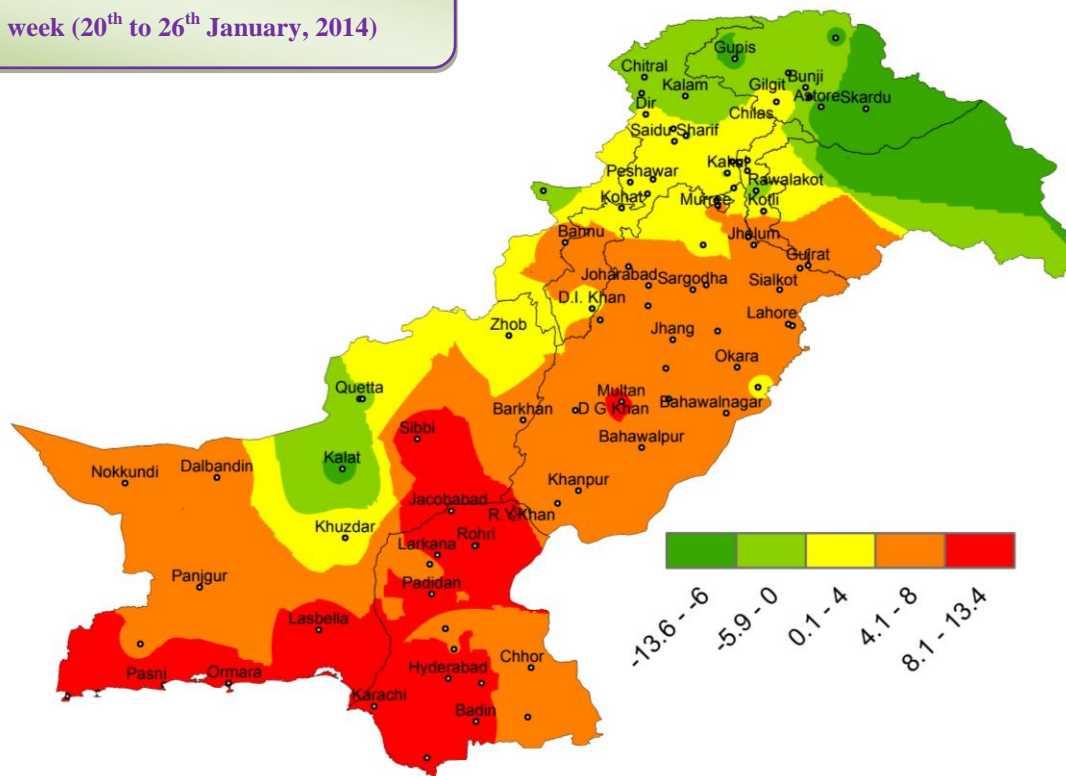 week (20th to 26th January, 2014)
Gupis
Chitral
Bunji
Gilgit
Kalam
Astore
Skardu
Dir
Chilas
Saidu Sharif
Kakul
Peshawar
Rawalakot
Kohat
Murree
Kotli
Bannu
Jhelum
Gujrat
Joharabad
Sargodha
Sialkot
D.I. Khan
Lahore
Zhob
Jhang
Okara
Quetta
Multan
Barkhan
D G Khan
Bahawalnagar
Sibbi
Bahawalpur
Kalat
Nokkundi
Dalbandin
Khanpur
Jacobabad
R.Y.Khan
Khuzdar
Rohri
Larkana
Panjgur
Padidan
Lasbella
Chhor
Hyderabad
Pasni
Ormara
Karachi
Badin
-13.6 - -6
-5.9 - 0
0.1 - 4
4.1 - 8
8.1 - 13.4